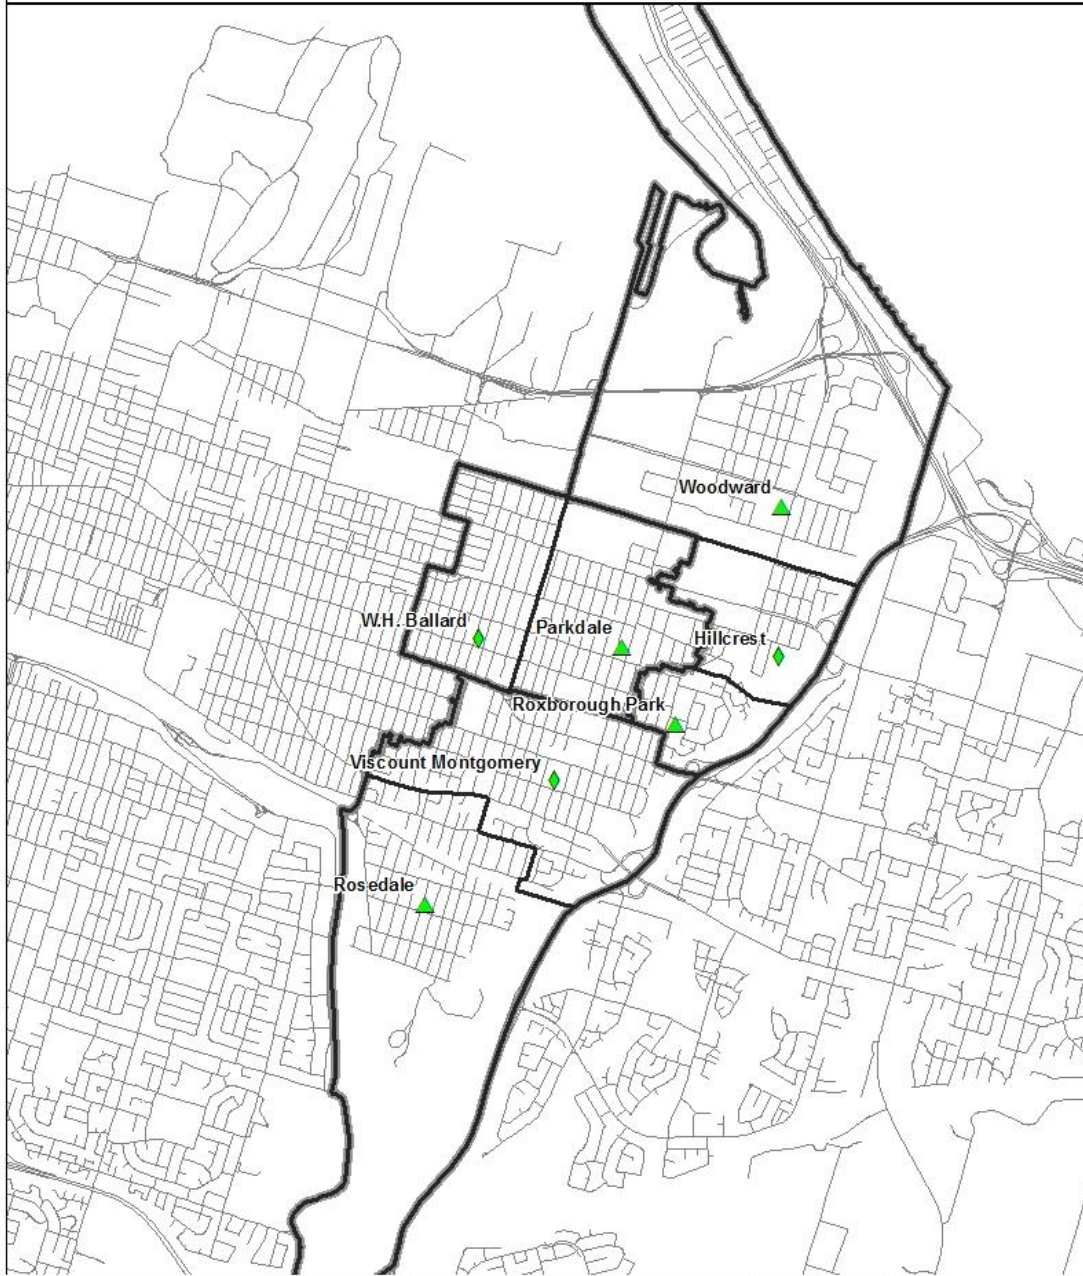 Woodward
W.H. Ballard
Parkdale
Hillcrest
Roxborough Park
Viscount Montgomery
Rosedale